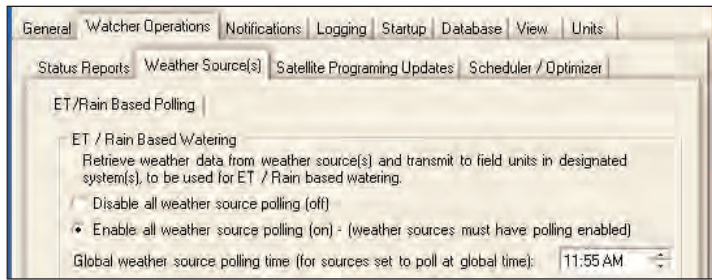 General Watcher Operations Notifications Logging Startup Database View Units
Status Reports Weather Source(s) Satellite Programing Updates Scheduler / Optimizer
ET/Rain Based Polling
ET / Rain Based Watering
Retrieve weather data from weather source(s) and transmit to field units in designated
system(s), to be used for ET / Rain based watering.
Disable all weather source polling (off)
Enable all weather source polling (on) - (weather sources must have polling enabled)
Global weather source polling time (for sources set to poll at global time): 11:55 AM